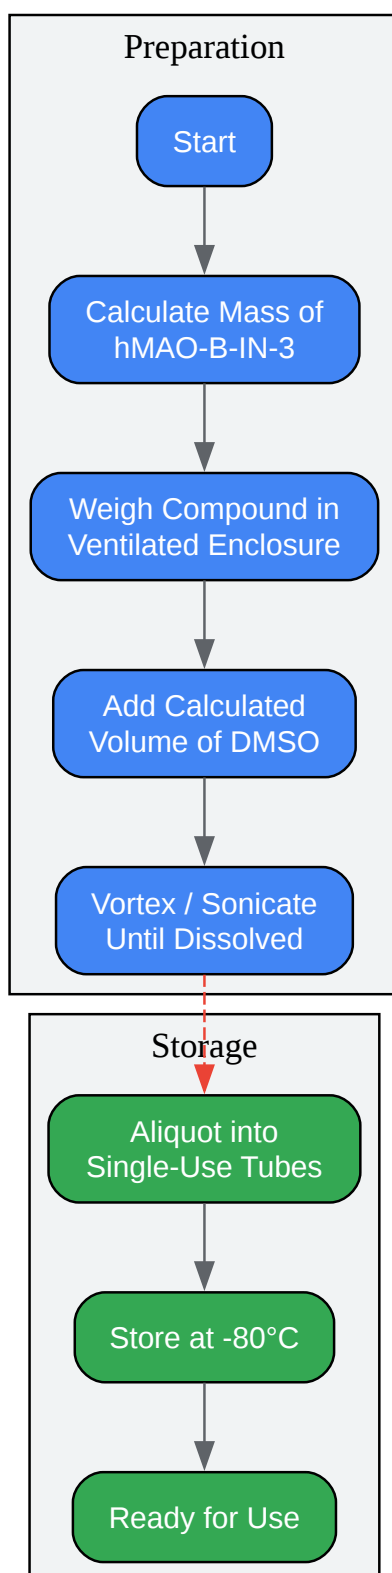 Preparation
Start
Calculate Mass of
hMAO-B-IN-3
Weigh Compound in
Ventilated Enclosure
Add Calculated
Volume of DMSO
Vortex / Sonicate
Until Dissolved
Storage
Aliquot into
Single-Use Tubes
Store at -80°C
Ready for Use